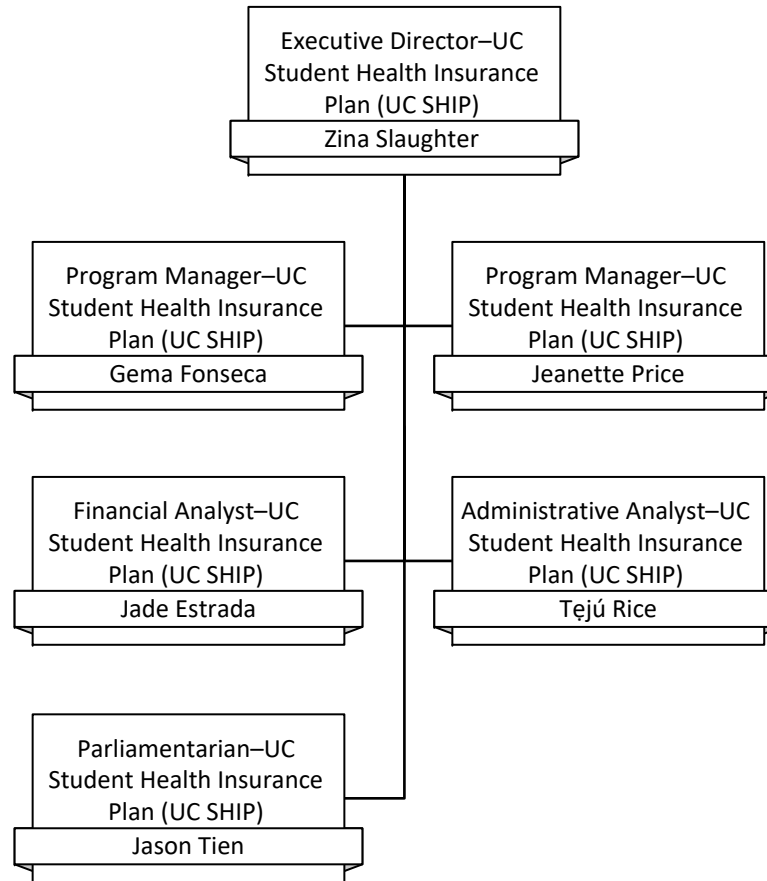 Executive Director–UC
Student Health Insurance
Plan (UC SHIP)
Zina Slaughter
Program Manager–UC
Student Health Insurance
Plan (UC SHIP)
Gema Fonseca
Program Manager–UC
Student Health Insurance
Plan (UC SHIP)
Jeanette Price
Financial Analyst–UC
Student Health Insurance
Plan (UC SHIP)
Jade Estrada
Administrative Analyst–UC
Student Health Insurance
Plan (UC SHIP)
Tẹjú Rice
Parliamentarian–UC
Student Health Insurance
Plan (UC SHIP)
Jason Tien